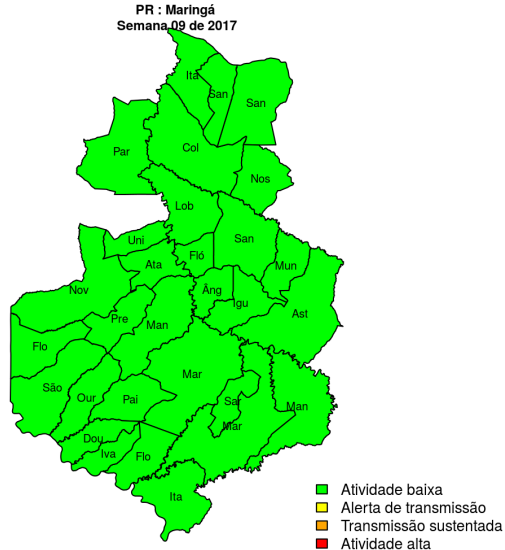 PR : Maringá
Semana 09 de 2017
Ita
San
San
Par
Col
Nos
Lob
Uni
San
Fló
Ata
Mun
Nov
Âng
Igu
Ast
Pre
Man
Flo
Mar
São
Our
Pai
Sar
Man
Mar
Dou
Iva
Flo
Ita
Atividade baixa
Alerta de transmissão
Transmissão sustentada
Atividade alta